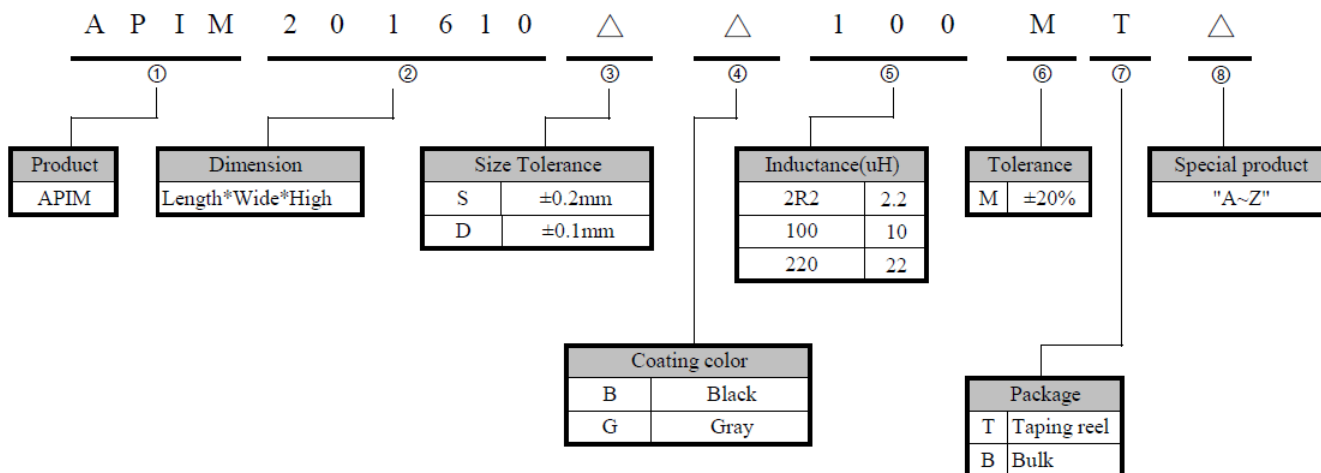 A P I M 2 0 1 6 1 0 △ △ 1 0 0 M T △
① ② ③ ④ ⑤ ⑥ ⑦ ⑧
Product
APIM
Dimension
Length*Wide*High
Size Tolerance
S ±0.2mm
D ±0.1mm
Inductance(uH)
2R2 2.2
100 10
220 22
Tolerance
M ±20%
Special product
"A~Z"
Coating color
B Black
G Gray
Package
T Taping reel
B Bulk